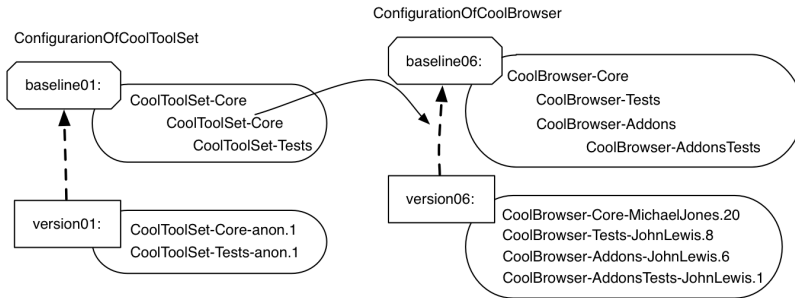 ConfigurarionOfCoolToolSet
baseline01:
CoolToolSet-Core
CoolToolSet-Core
CoolToolSet-Tests
version01:
CoolToolSet-Core-anon.1
CoolToolSet-Tests-anon.1
ConfigurationOfCoolBrowser
baseline06:
CoolBrowser-Core
CoolBrowser-Tests
CoolBrowser-Addons
CoolBrowser-AddonsTests
version06:
CoolBrowser-Core-MichaelJones.20
CoolBrowser-Tests-JohnLewis.8
CoolBrowser-Addons-JohnLewis.6
CoolBrowser-AddonsTests-JohnLewis.1